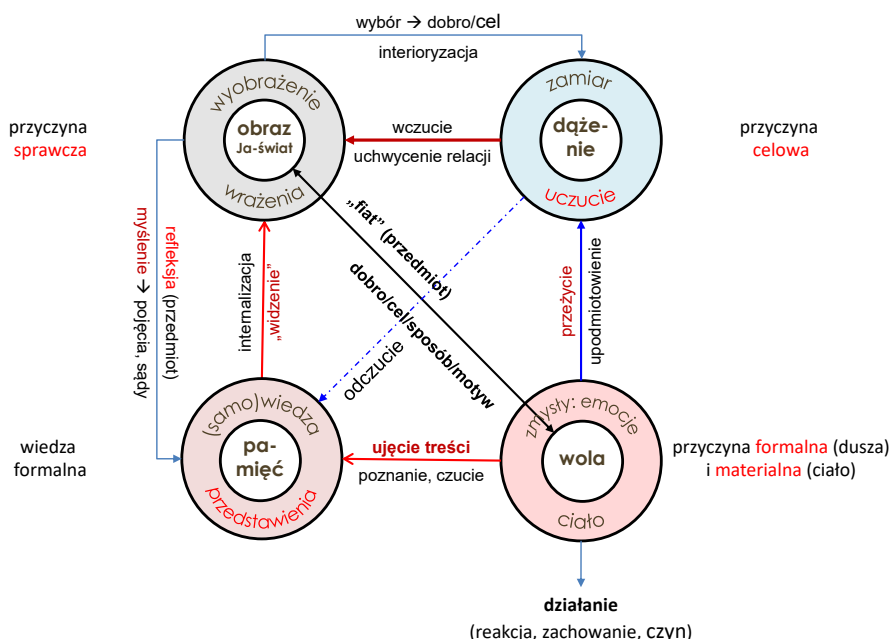 wybór → dobro/cel
interioryzacja
wyobrażenie
obraz
Ja-świat
wrażenia
zamiar
dąże-
nie
uczucie
przyczyna
sprawcza
przyczyna
celowa
wczucie
uchwycenie relacji
„fiat” (przedmiot)
dobro/cel/sposób/motyw
odczucie
myślenie → pojęcia, sądy
refleksja (przedmiot)
internalizacja
„widzenie”
przeżycie
upodmiotowienie
(samo)wiedza
pa-
mięć
przedstawienia
zmysły: emocje
wola
ciało
ujęcie treści
poznanie, czucie
wiedza
formalna
przyczyna formalna (dusza)
i materialna (ciało)
działanie
(reakcja, zachowanie, czyn)